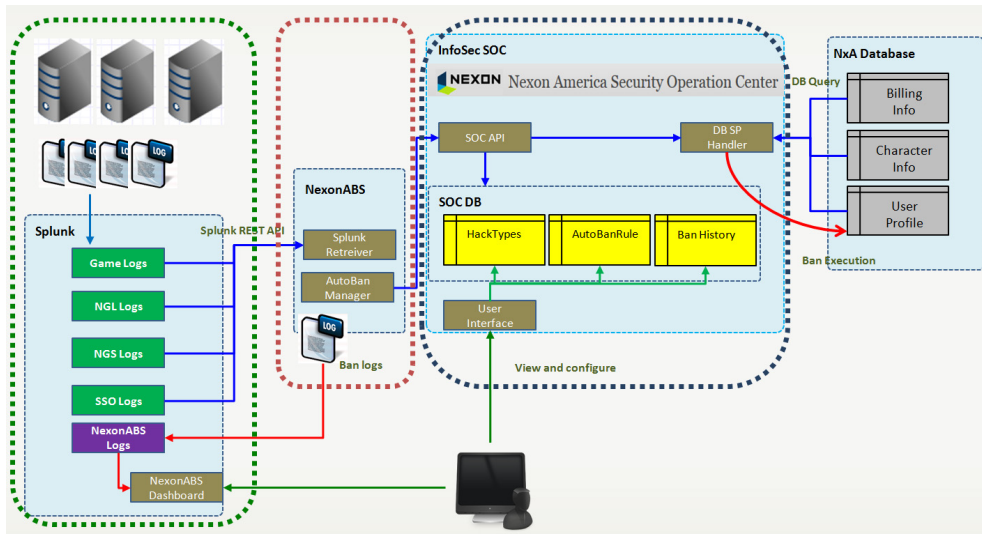 InfoSec SOC
NEXON Nexon America Security Operation Center
NxA Database
DB Query
Billing
Info
Character
Info
User
Profile
Ban Execution
SOC API
DB SP
Handler
SOC DB
HackTypes
AutoBanRule
Ban History
User
Interface
View and configure
NexonABS
Splunk
Retreiver
AutoBan
Manager
LOG
Ban logs
LOG
LOG
LOG
LOG
Splunk
Splunk REST API
Game Logs
NGL Logs
NGS Logs
SSO Logs
NexonABS
Logs
NexonABS
Dashboard